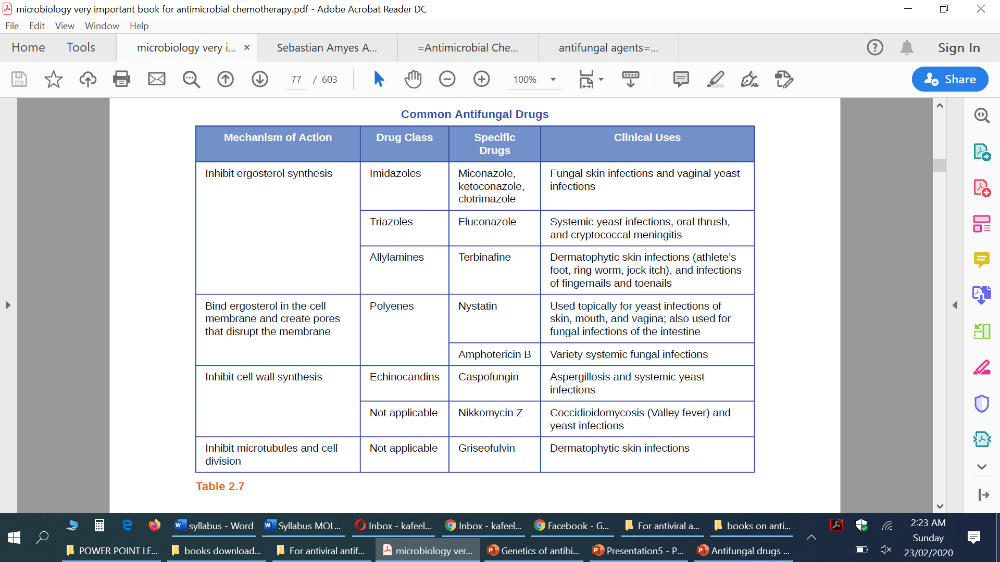 microbiology very important book for antimicrobial chemotherapy.pdf - Adobe Acrobat Reader DC
File Edit View Window Help
Home Tools microbiology very i... × Sebastian Amyes A... =Antimicrobial Che... antifungal agents=... Sign In
77 / 603 100% Share
Common Antifungal Drugs
Mechanism of Action Drug Class Specific Clinical Uses
Drugs
Inhibit ergosterol synthesis Imidazoles Miconazole, Fungal skin infections and vaginal yeast
ketoconazole, infections
clotrimazole
Triazoles Fluconazole Systemic yeast infections, oral thrush,
and cryptococcal meningitis
Allylamines Terbinafine Dermatophytic skin infections (athlete’s
foot, ring worm, jock itch), and infections
of fingernails and toenails
Bind ergosterol in the cell Polyenes Nystatin Used topically for yeast infections of
membrane and create pores skin, mouth, and vagina; also used for
that disrupt the membrane fungal infections of the intestine
Amphotericin B Variety systemic fungal infections
Inhibit cell wall synthesis Echinocandins Caspofungin Aspergillosis and systemic yeast
infections
Not applicable Nikkomycin Z Coccidioidomycosis (Valley fever) and
yeast infections
Inhibit microtubules and cell Not applicable Griseofulvin Dermatophytic skin infections
division
Table 2.7
syllabus - Word Syllabus MOL... Inbox - kafeel... Inbox - kafeel... Facebook - G... For antiviral a... books on anti... 2:23 AM
Sunday
POWER POINT LE... books download... For antiviral antif... microbiology ver... Genetics of antibi... Presentation5 - P... Antifungal drugs ... 23/02/2020